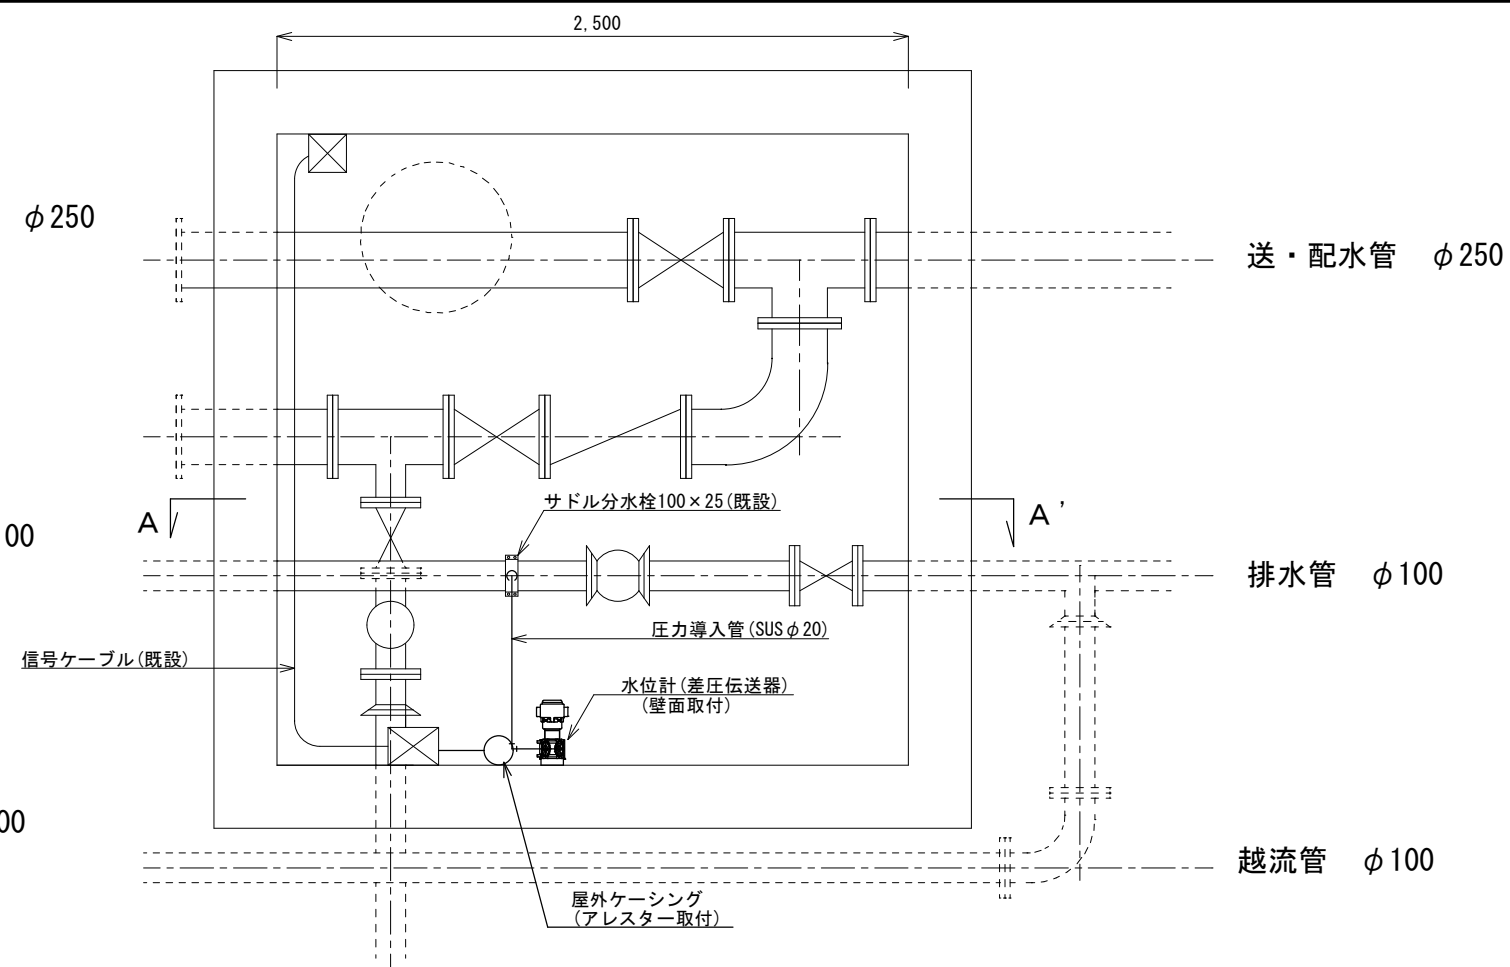 2,500
φ250
送・配水管 φ250
サドル分水栓100×25(既設)
A
A'
00
排水管 φ100
圧力導入管(SUSφ20)
信号ケーブル(既設)
水位計(差圧伝送器)
(壁面取付)
00
越流管 φ100
屋外ケーシング
(アレスター取付)